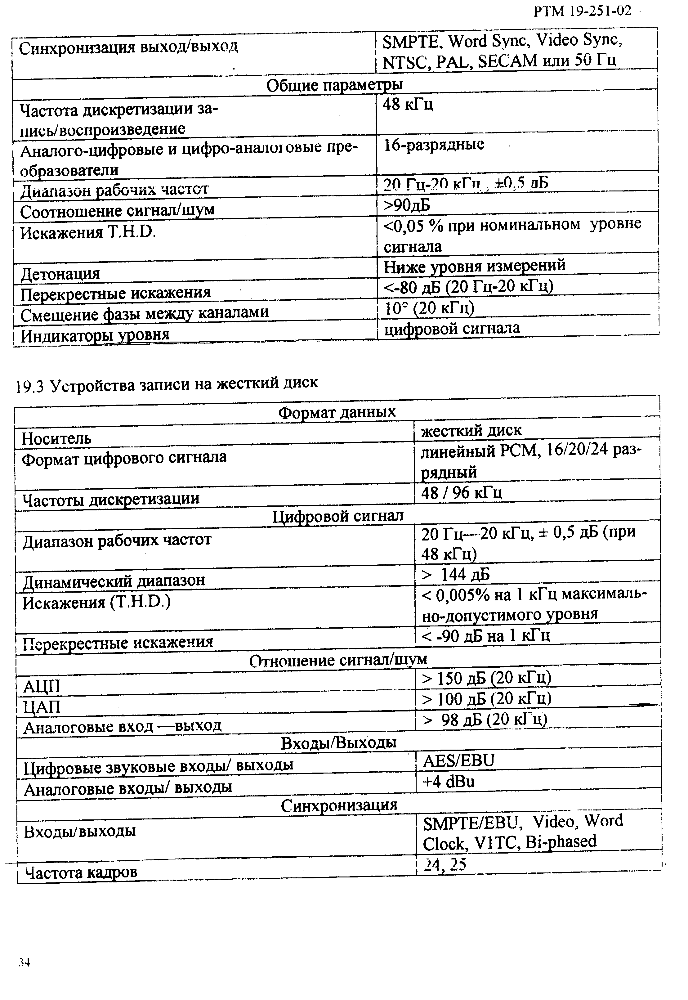 РТМ 19-251-02
Синхронизация выход/выход
SMPTE, Word Sync, Video Sync,
NTSC, PAL, SECAM или 50 Гц
Общие параметры
Частота дискретизации за-
пись/воспроизведение
48 кГц
Аналого-цифровые и цифро-аналоговые пре-
образователи
16-разрядные
Диапазон рабочих частот
20 Гц-20 кГц , ±0,5 дБ
Соотношение сигнал/шум
>90дБ
Искажения T.H.D.
<0,05 % при номинальном уровне
сигнала
Детонация
Ниже уровня измерений
Перекрестные искажения
<-80 дБ (20 Гц-20 кГц)
Смещение фазы между каналами
10° (20 кГц)
Индикаторы уровня
цифровой сигнала
19.3 Устройства записи на жесткий диск
Формат данных
Носитель
жесткий диск
Формат цифрового сигнала
линейный PCM, 16/20/24 раз-
рядный
Частоты дискретизации
48 / 96 кГц
Цифровой сигнал
Диапазон рабочих частот
20 Гц—20 кГц, ± 0,5 дБ (при
48 кГц)
Динамический диапазон
> 144 дБ
Искажения (T.H.D.)
< 0,005% на 1 кГц максималь-
но-допустимого уровня
Перекрестные искажения
< -90 дБ на 1 кГц
Отношение сигнал/шум
АЦП
> 150 дБ (20 кГц)
ЦАП
> 100 дБ (20 кГц)
Аналоговые вход —выход
> 98 дБ (20 кГц)
Входы/Выходы
Цифровые звуковые входы/ выходы
AES/EBU
Аналоговые входы/ выходы
+4 dBu
Синхронизация
Входы/выходы
SMPTE/EBU, Video, Word
Clock, V1TC, Bi-phased
Частота кадров
24, 25
34